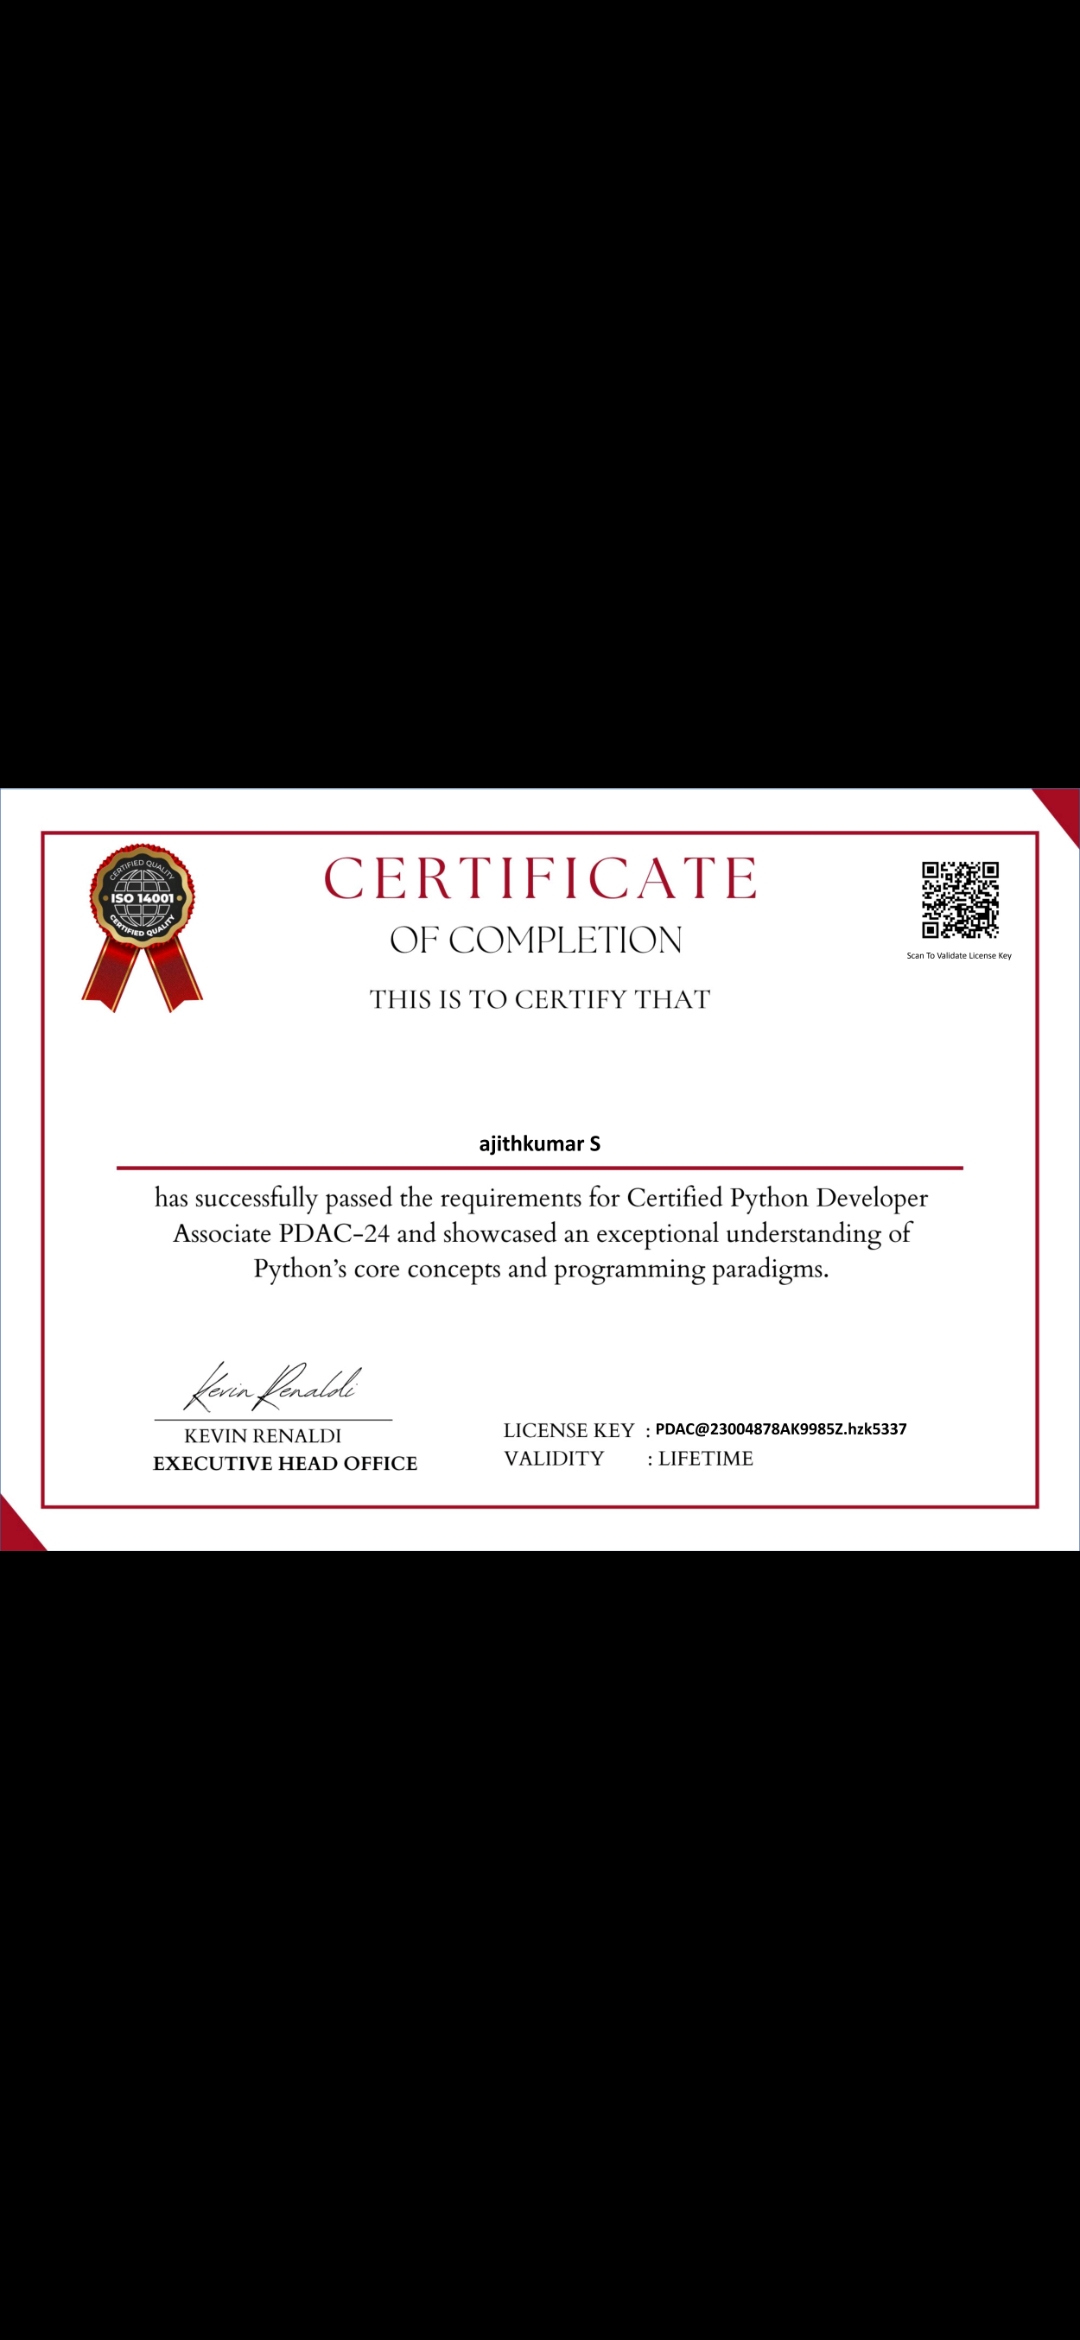 CERTIFIED QUALITY
ISO 14001
CERTIFIED QUALITY
CERTIFICATE
OF COMPLETION
THIS IS TO CERTIFY THAT
Scan To Validate License Key
ajithkumar S
has successfully passed the requirements for Certified Python Developer
Associate PDAC-24 and showcased an exceptional understanding of
Python’s core concepts and programming paradigms.
Kevin Renaldi
KEVIN RENALDI
EXECUTIVE HEAD OFFICE
LICENSE KEY : PDAC@23004878AK9985Z.hzk5337
VALIDITY : LIFETIME